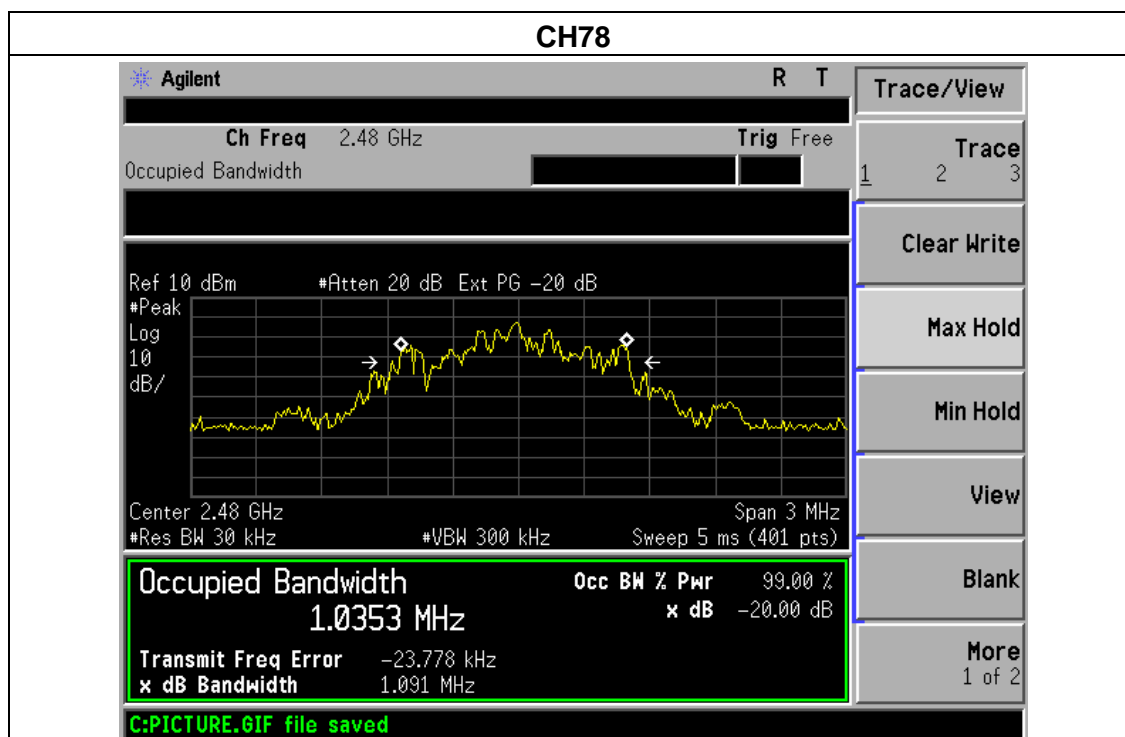 CH78
Agilent R T
Ch Freq 2.48 GHz Trig Free
Occupied Bandwidth
Ref 10 dBm #Atten 20 dB Ext PG -20 dB
#Peak
Log
10
dB/
Center 2.48 GHz Span 3 MHz
#Res BW 30 kHz #VBW 300 kHz Sweep 5 ms (401 pts)
Occupied Bandwidth Occ BW % Pwr 99.00 %
1.0353 MHz x dB -20.00 dB
Transmit Freq Error -23.778 kHz
x dB Bandwidth 1.091 MHz
C:PICTURE.GIF file saved
Trace/View
Trace
1 2 3
Clear Write
Max Hold
Min Hold
View
Blank
More
1 of 2